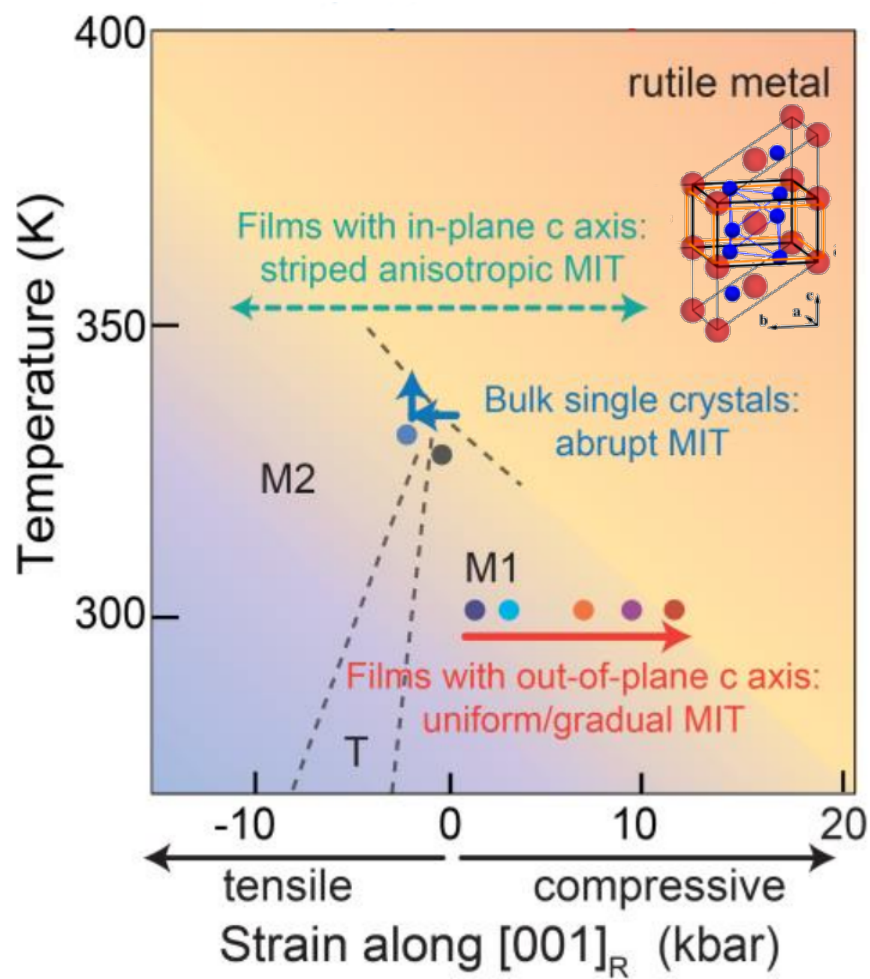 400
rutile metal
c
a
b
Films with in-plane c axis:
striped anisotropic MIT
350
Bulk single crystals:
abrupt MIT
M2
M1
300
Films with out-of-plane c axis:
uniform/gradual MIT
T
Temperature (K)
-10 0 10 20
tensile compressive
Strain along [001]R (kbar)